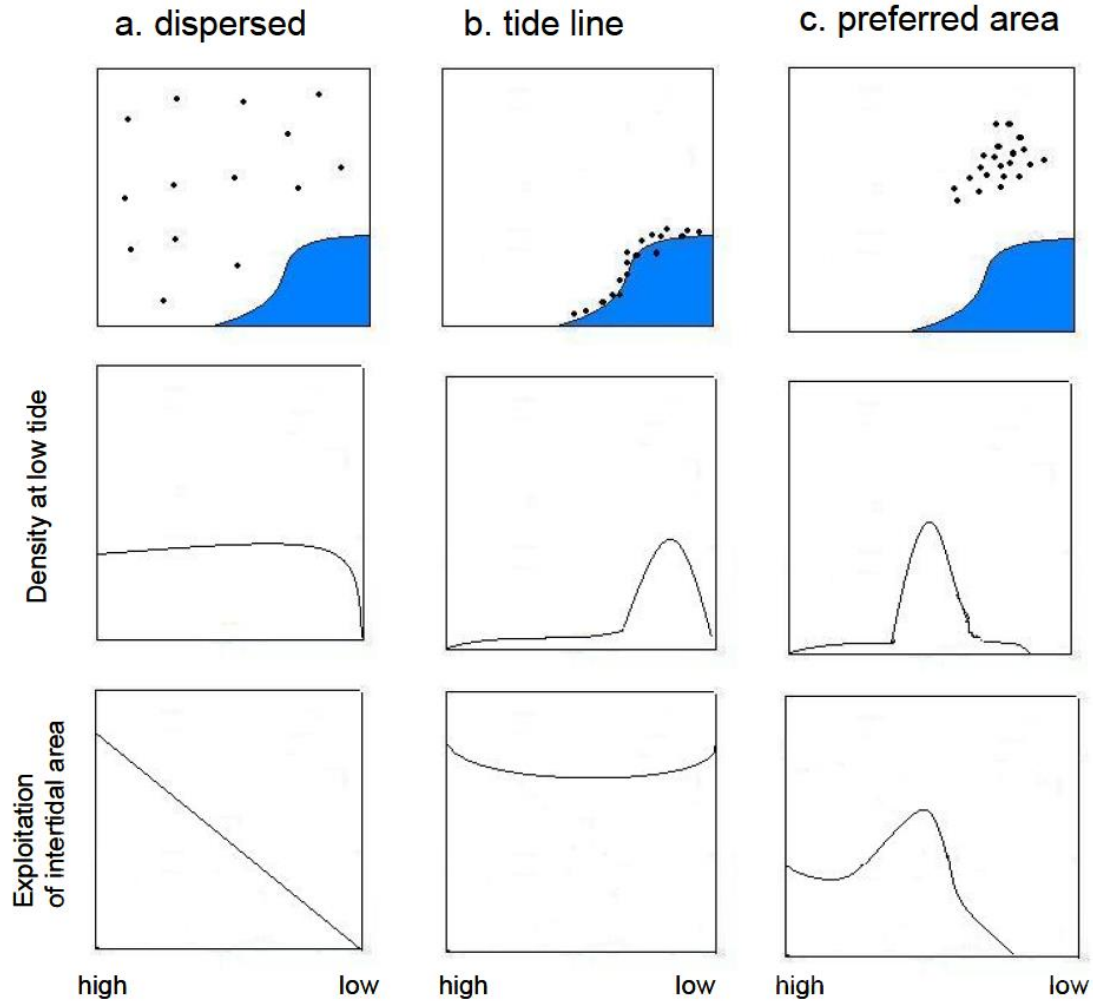 a. dispersed
b. tide line
c. preferred area
Density at low tide
Exploitation
of intertidal area
high
low
high
low
high
low